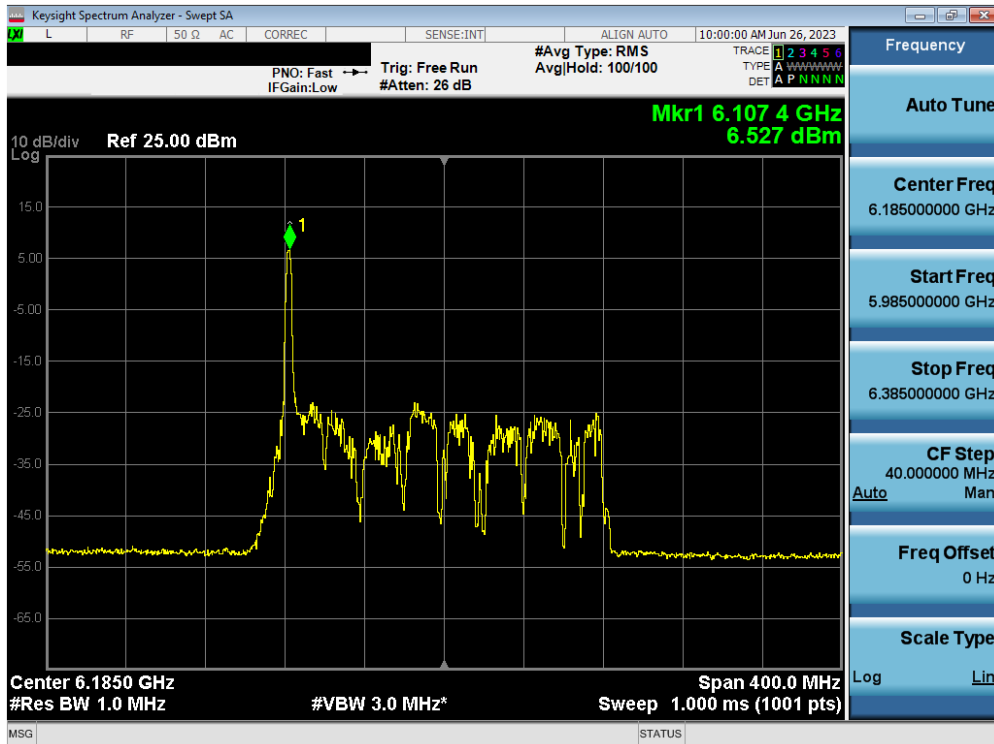 Keysight Spectrum Analyzer - Swept SA
LXI L RF 50 Ω AC CORREC SENSE:INT ALIGN AUTO 10:00:00 AM Jun 26, 2023
Frequency
PNO: Fast
IFGain:Low
Trig: Free Run
#Atten: 26 dB
#Avg Type: RMS
Avg|Hold: 100/100
TRACE 1 2 3 4 5 6
TYPE A WWWWW
DET A P N N N N
Auto Tune
Mkr1 6.107 4 GHz
6.527 dBm
10 dB/div Ref 25.00 dBm
Log
15.0
5.00
-5.00
-15.0
-25.0
-35.0
-45.0
-55.0
-65.0
1
Center Freq
6.185000000 GHz
Start Freq
5.985000000 GHz
Stop Freq
6.385000000 GHz
CF Step
40.000000 MHz
Auto Man
Freq Offset
0 Hz
Scale Type
Log Lin
Center 6.1850 GHz Span 400.0 MHz
#Res BW 1.0 MHz #VBW 3.0 MHz* Sweep 1.000 ms (1001 pts)
MSG STATUS